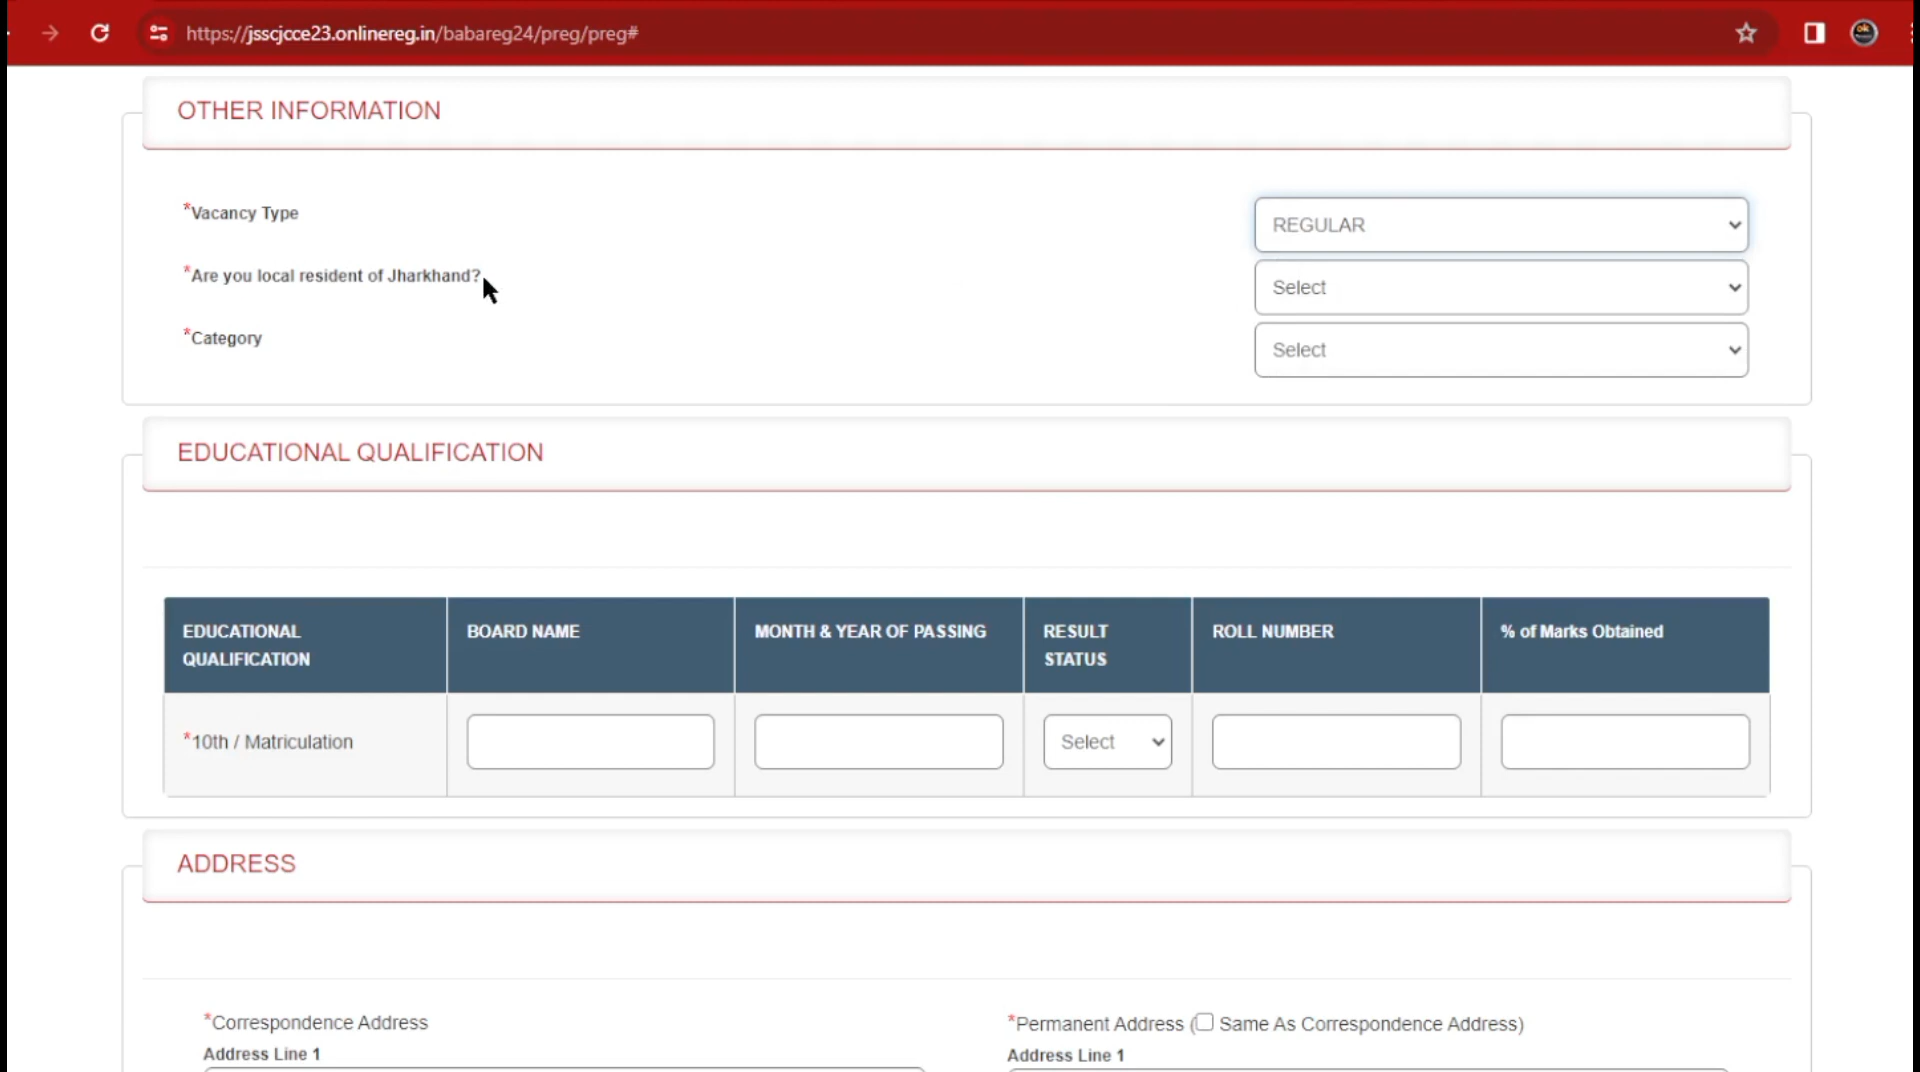 https://jsscjcce23.onlinereg.in/babareg24/preg/preg#
OTHER INFORMATION
*Vacancy Type
REGULAR
*Are you local resident of Jharkhand?
Select
*Category
Select
EDUCATIONAL QUALIFICATION
EDUCATIONAL QUALIFICATION
BOARD NAME
MONTH & YEAR OF PASSING
RESULT STATUS
ROLL NUMBER
% of Marks Obtained
*10th / Matriculation
Select
ADDRESS
*Correspondence Address
Address Line 1
*Permanent Address ( Same As Correspondence Address)
Address Line 1